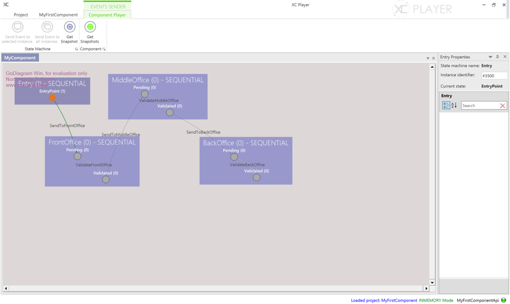 EVENTS SENDER
XC Player
Project
MyFirstComponent
Component Player
XC PLAYER
Send Event to
selected instance
Send Event to
all instances
Get
Snapshot
Get
Snapshots
State Machine
Component
MyComponent
GoDiagram Win, for evaluation only
Entry (1) - SEQUENTIAL
EntryPoint (1)
MiddleOffice (0) - SEQUENTIAL
Pending (0)
ValidateMiddleOffice
Validated (0)
SendToFrontOffice
SendToMiddleOffice
SendToBackOffice
FrontOffice (0) - SEQUENTIAL
Pending (0)
ValidateFrontOffice
Validated (0)
BackOffice (0) - SEQUENTIAL
Pending (0)
ValidateBackOffice
Validated (0)
Entry Properties
State machine name: Entry
Instance identifier: #3500
Current state: EntryPoint
Entry
Search
Loaded project: MyFirstComponent
INMEMORY Mode
MyFirstComponentApi